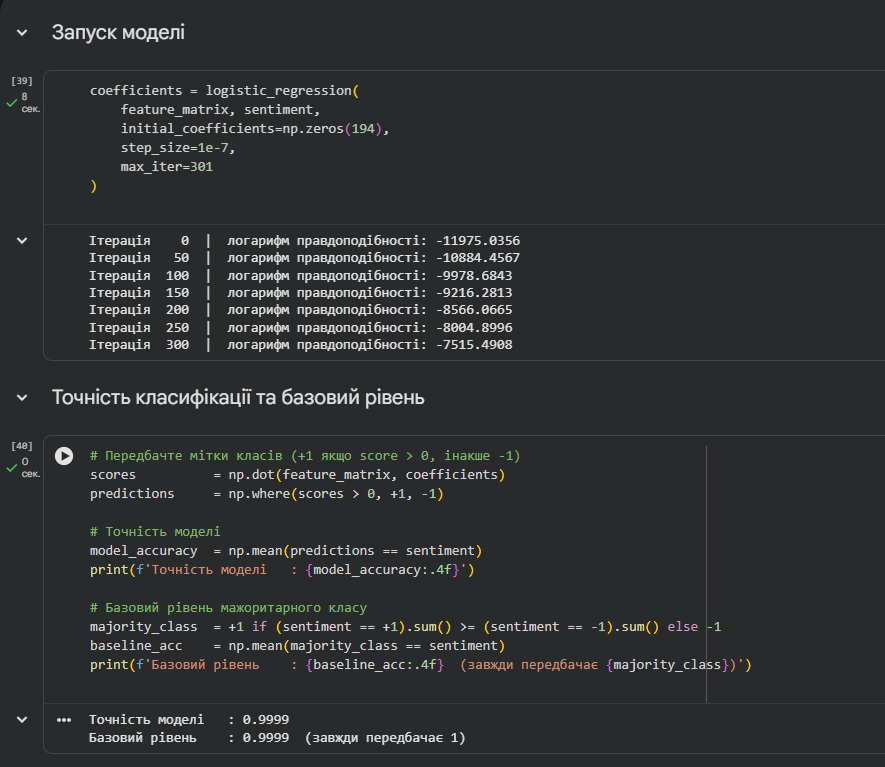 Запуск моделі
[39]
8
сек.
coefficients = logistic_regression(
feature_matrix, sentiment,
initial_coefficients=np.zeros(194),
step_size=1e-7,
max_iter=301
)
Ітерація    0  |  логарифм правдоподібності: -11975.0356
Ітерація   50  |  логарифм правдоподібності: -10884.4567
Ітерація  100  |  логарифм правдоподібності: -9978.6843
Ітерація  150  |  логарифм правдоподібності: -9216.2813
Ітерація  200  |  логарифм правдоподібності: -8566.0665
Ітерація  250  |  логарифм правдоподібності: -8004.8996
Ітерація  300  |  логарифм правдоподібності: -7515.4908
Точність класифікації та базовий рівень
[40]
0
сек.
# Передбачте мітки класів (+1 якщо score > 0, інакше -1)
scores          = np.dot(feature_matrix, coefficients)
predictions     = np.where(scores > 0, +1, -1)
# Точність моделі
model_accuracy  = np.mean(predictions == sentiment)
print(f'Точність моделі   : {model_accuracy:.4f}')
# Базовий рівень мажоритарного класу
majority_class  = +1 if (sentiment == +1).sum() >= (sentiment == -1).sum() else -1
baseline_acc    = np.mean(majority_class == sentiment)
print(f'Базовий рівень    : {baseline_acc:.4f}  (завжди передбачає {majority_class})')
Точність моделі   : 0.9999
Базовий рівень    : 0.9999  (завжди передбачає 1)